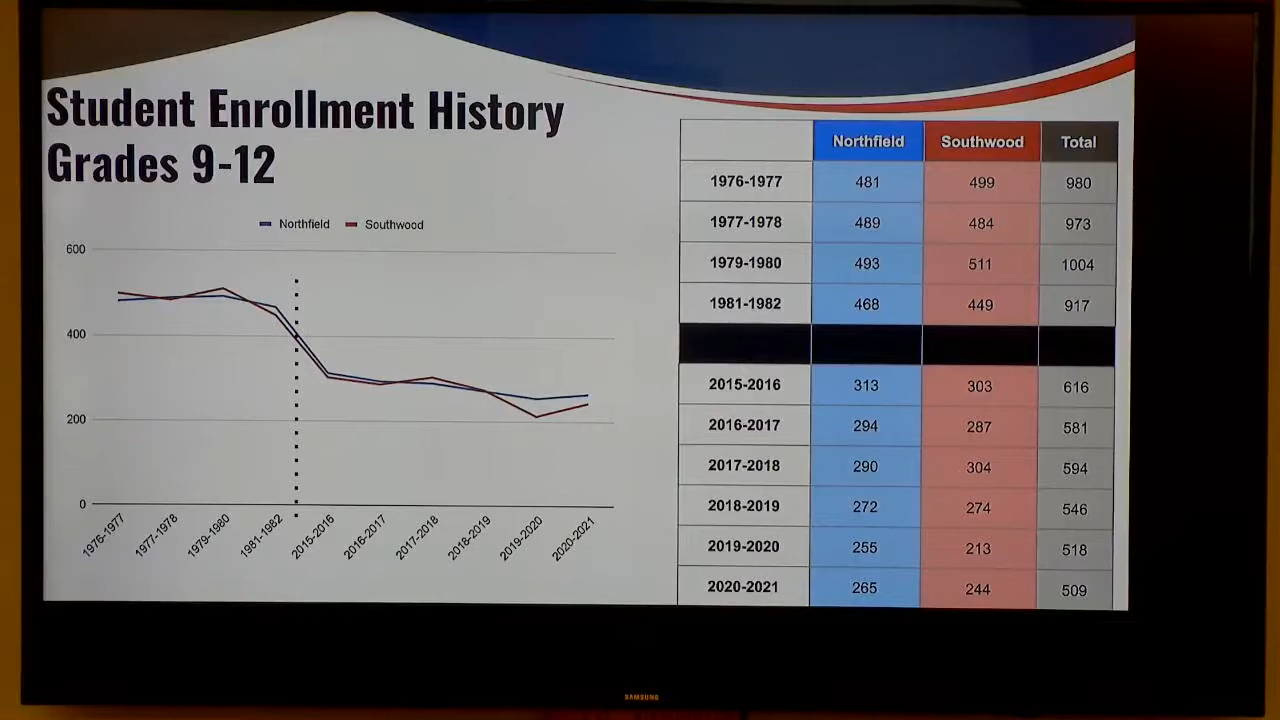 Student Enrollment History
Grades 9-12
Northfield Southwood
600
400
200
0
1976-1977 1977-1978 1979-1980 1981-1982 2015-2016 2016-2017 2017-2018 2018-2019 2019-2020 2020-2021
Northfield Southwood Total
1976-1977 481 499 980
1977-1978 489 484 973
1979-1980 493 511 1004
1981-1982 468 449 917
2015-2016 313 303 616
2016-2017 294 287 581
2017-2018 290 304 594
2018-2019 272 274 546
2019-2020 255 213 518
2020-2021 265 244 509
SAMSUNG